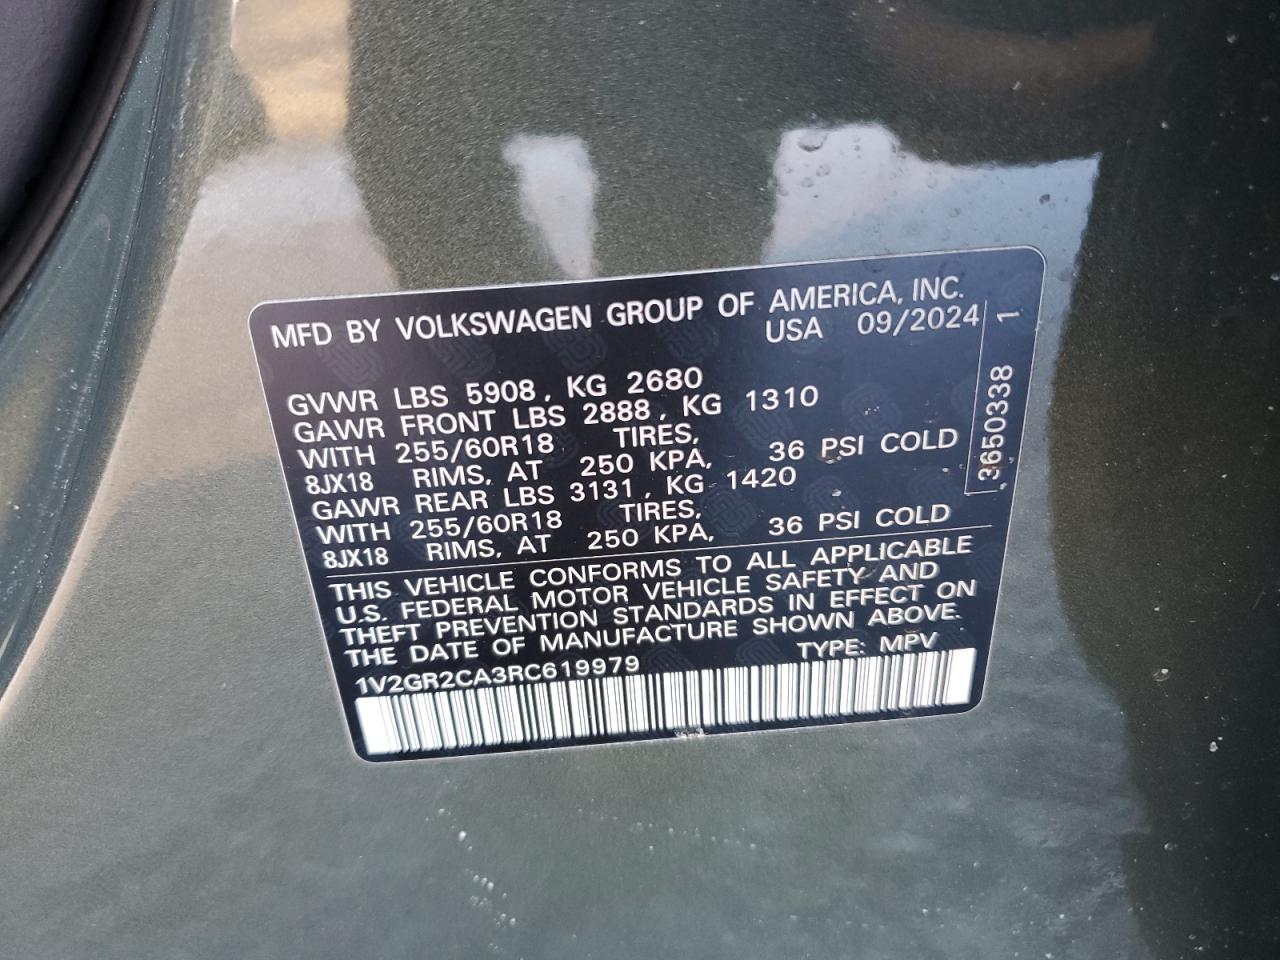 MFD BY VOLKSWAGEN GROUP OF AMERICA, INC.
USA 09/2024
GVWR LBS 5908, KG 2680
GAWR FRONT LBS 2888, KG 1310
WITH 255/60R18 TIRES,
8JX18 RIMS, AT 250 KPA, 36 PSI COLD
GAWR REAR LBS 3131, KG 1420
WITH 255/60R18 TIRES,
8JX18 RIMS, AT 250 KPA, 36 PSI COLD
THIS VEHICLE CONFORMS TO ALL APPLICABLE
U.S. FEDERAL MOTOR VEHICLE SAFETY AND
THEFT PREVENTION STANDARDS IN EFFECT ON
THE DATE OF MANUFACTURE SHOWN ABOVE.
TYPE: MPV
1V2GR2CA3RC619979
3650338 1